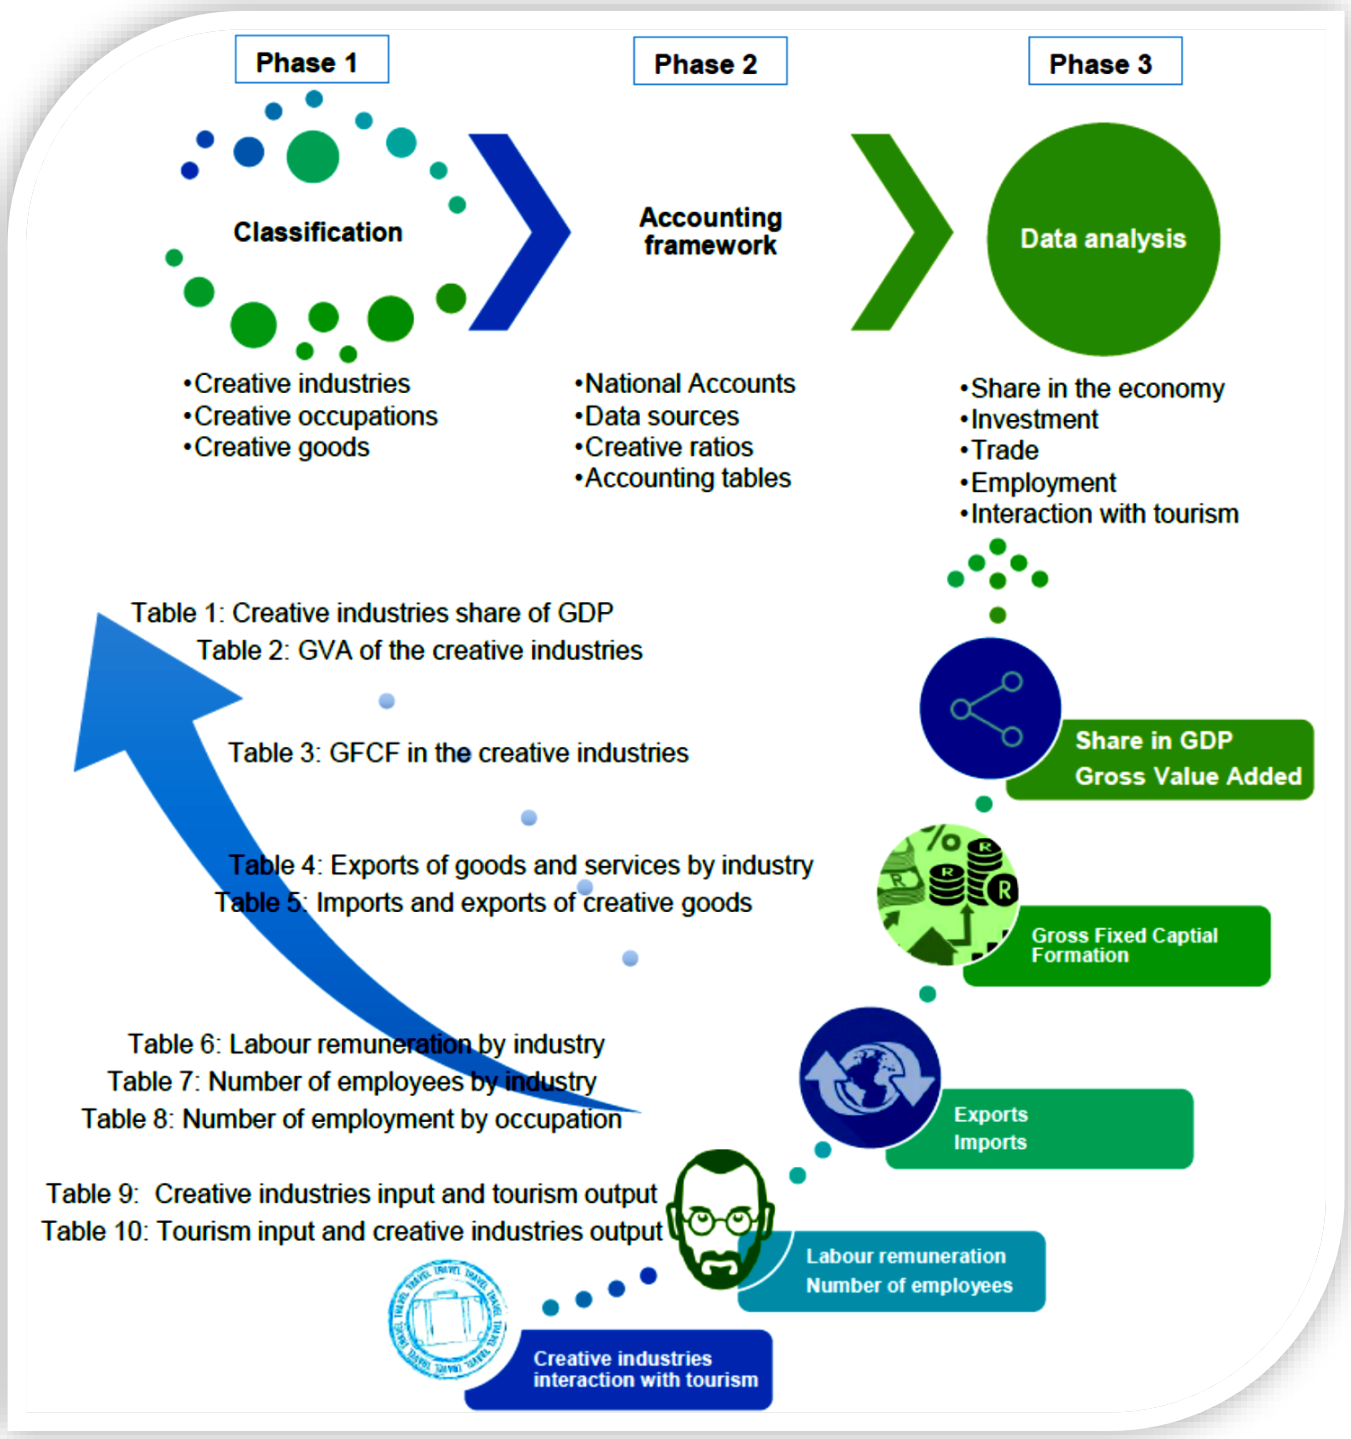 Phase 1
Phase 2
Phase 3
Classification
Accounting
framework
Data analysis
•Creative industries
•Creative occupations
•Creative goods
•National Accounts
•Data sources
•Creative ratios
•Accounting tables
•Share in the economy
•Investment
•Trade
•Employment
•Interaction with tourism
Table 1: Creative industries share of GDP
Table 2: GVA of the creative industries
Table 3: GFCF in the creative industries
Table 4: Exports of goods and services by industry
Table 5: Imports and exports of creative goods
Table 6: Labour remuneration by industry
Table 7: Number of employees by industry
Table 8: Number of employment by occupation
Table 9: Creative industries input and tourism output
Table 10: Tourism input and creative industries output
Share in GDP
Gross Value Added
%
R
R
R
R
Gross Fixed Captial
Formation
Exports
Imports
Labour remuneration
Number of employees
TRAVEL TRAVEL TRAVEL TRAVEL
Creative industries
interaction with tourism